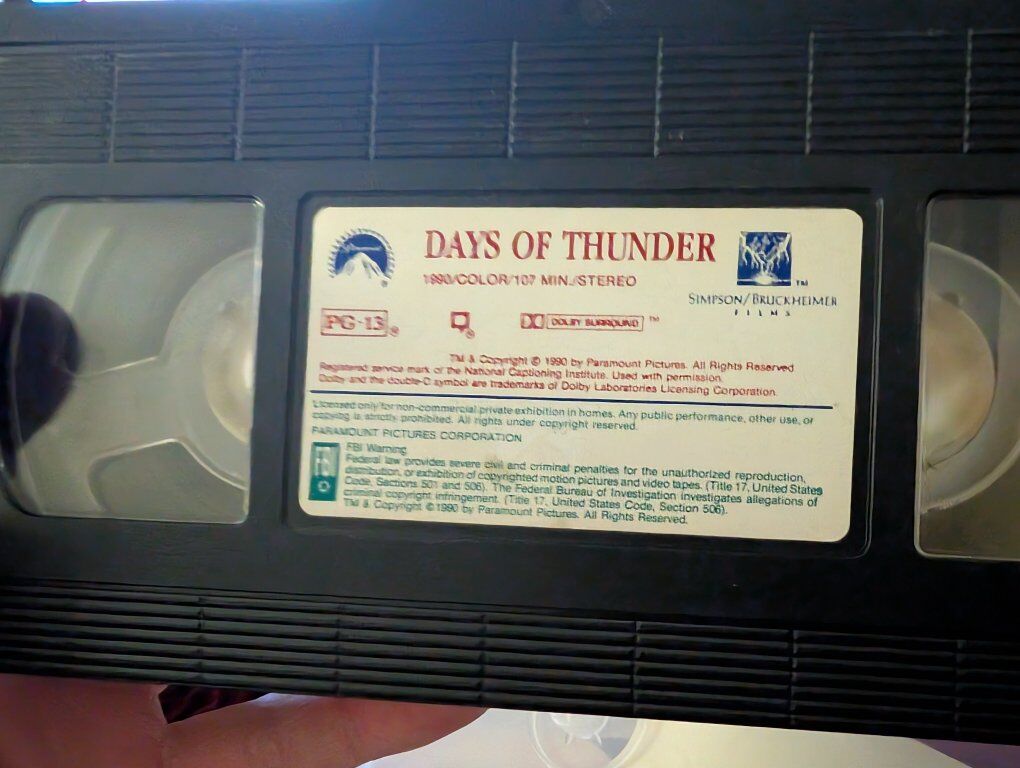 Paramount
DAYS OF THUNDER
1990/COLOR/107 MIN./STEREO
SIMPSON/BRUCKHEIMER ™
FILMS
PG-13 ®
®
DOLBY SURROUND ™
TM & Copyright © 1990 by Paramount Pictures. All Rights Reserved.
Registered service mark of the National Captioning Institute. Used with permission.
Dolby and the double-D symbol are trademarks of Dolby Laboratories Licensing Corporation.
Licensed only for non-commercial private exhibition in homes. Any public performance, other use, or
copying is strictly prohibited. All rights under copyright reserved.
PARAMOUNT PICTURES CORPORATION
FBI
FBI Warning
Federal law provides severe civil and criminal penalties for the unauthorized reproduction,
distribution, or exhibition of copyrighted motion pictures and video tapes. (Title 17, United States
Code, Sections 501 and 506). The Federal Bureau of Investigation investigates allegations of
criminal copyright infringement. (Title 17, United States Code, Section 506).
TM & Copyright © 1990 by Paramount Pictures. All Rights Reserved.